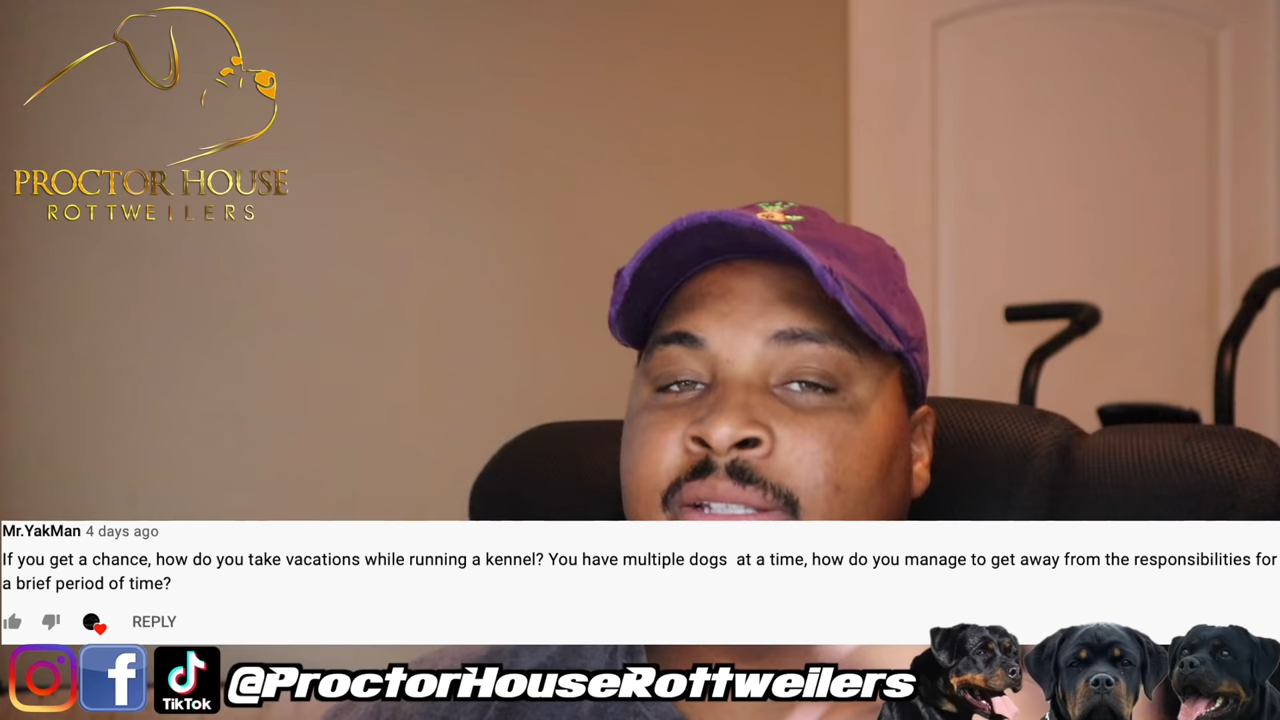 PROCTOR HOUSE
ROTTWEILERS
Mr.YakMan 4 days ago
If you get a chance, how do you take vacations while running a kennel? You have multiple dogs at a time, how do you manage to get away from the responsibilities for
a brief period of time?
REPLY
TikTok @ProctorHouseRottweilers